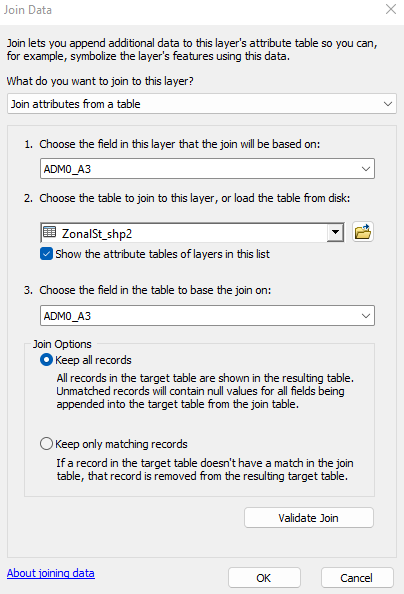 Join Data
Join lets you append additional data to this layer's attribute table so you can,
for example, symbolize the layer's features using this data.
What do you want to join to this layer?
Join attributes from a table
1. Choose the field in this layer that the join will be based on:
ADM0_A3
2. Choose the table to join to this layer, or load the table from disk:
ZonalSt_shp2
Show the attribute tables of layers in this list
3. Choose the field in the table to base the join on:
ADM0_A3
Join Options
Keep all records
All records in the target table are shown in the resulting table.
Unmatched records will contain null values for all fields being
appended into the target table from the join table.
Keep only matching records
If a record in the target table doesn't have a match in the join
table, that record is removed from the resulting target table.
Validate Join
About joining data
OK
Cancel